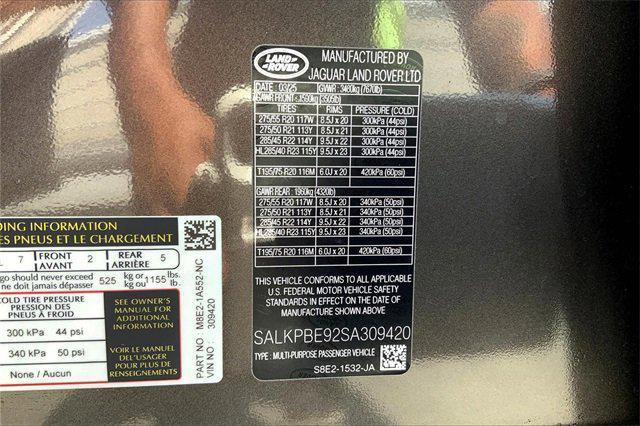 LAND
ROVER
MANUFACTURED BY
JAGUAR LAND ROVER LTD
DATE 03/25 GVWR : 3480kg (7670lb)
GAWR FRONT : 1590kg (3505lb)
TIRES RIMS PRESSURE (COLD)
275/55 R20 117W 8.5J x 20 300kPa (44psi)
275/50 R21 113Y 8.5J x 21 300kPa (44psi)
285/45 R22 114Y 9.5J x 22 300kPa (44psi)
HL285/40 R23 115Y 9.5J x 23 300kPa (44psi)
T195/75 R20 116M 6.0J x 20 420kPa (60psi)
GAWR REAR : 1960kg (4320lb)
275/55 R20 117W 8.5J x 20 340kPa (50psi)
275/50 R21 113Y 8.5J x 21 340kPa (50psi)
285/45 R22 114Y 9.5J x 22 340kPa (50psi)
HL285/40 R23 115Y 9.5J x 23 340kPa (50psi)
T195/75 R20 116M 6.0J x 20 420kPa (60psi)
THIS VEHICLE CONFORMS TO ALL APPLICABLE
U.S. FEDERAL MOTOR VEHICLE SAFETY
STANDARDS IN EFFECT ON THE DATE OF
MANUFACTURE SHOWN ABOVE
SALKPBE92SA309420
TYPE : MULTI-PURPOSE PASSENGER VEHICLE
S8E2-1532-JA
DING INFORMATION
ES PNEUS ET LE CHARGEMENT
L 7 FRONT 2 REAR 5
AVANT ARRIÈRE
go should never exceed 525 kg or 1155 lbs.
ne doit jamais dépasser kg ou lb.
COLD TIRE PRESSURE
PRESSION DES
PNEUS À FROID
300 kPa 44 psi
340 kPa 50 psi
None / Aucun
SEE OWNER'S
MANUAL FOR
ADDITIONAL
INFORMATION
VOIR LE MANUEL
DEL'USAGER
POUR PLUS DE
RENSEIGNEMENTS
PART NO : M8E2-1A552-NC
VIN NO : 309420